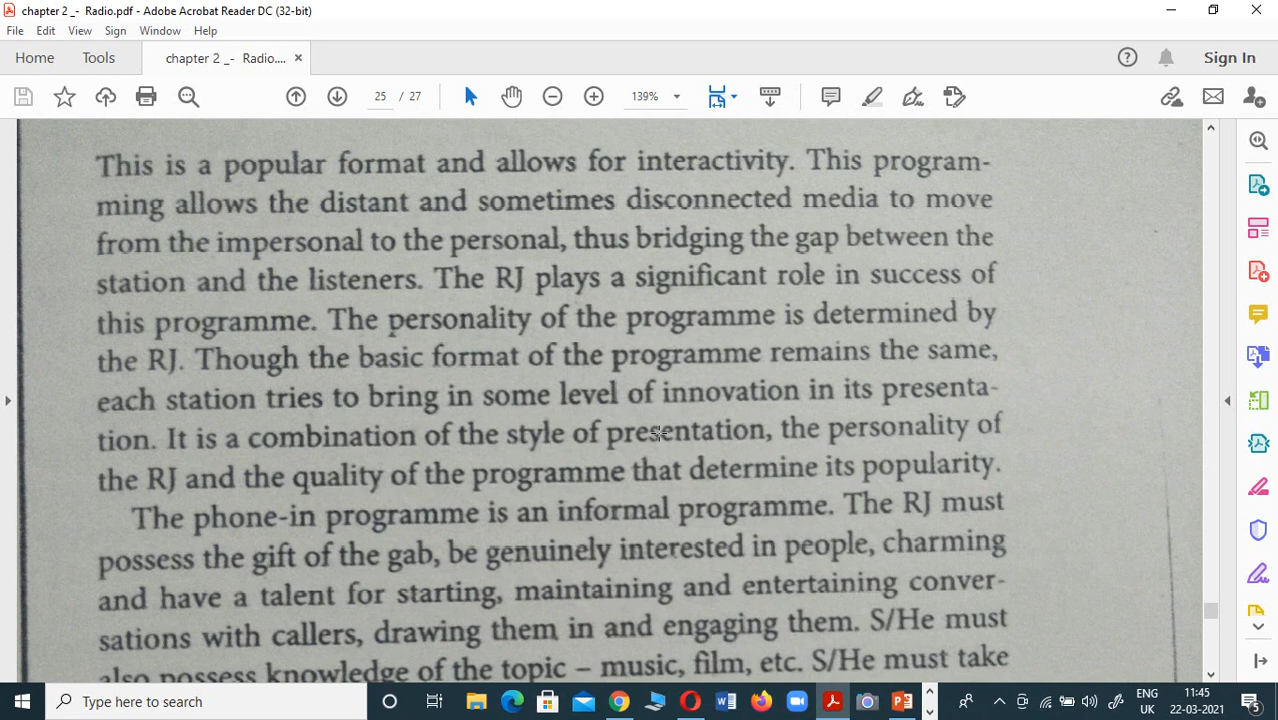 chapter 2 _- Radio.pdf - Adobe Acrobat Reader DC (32-bit)
File Edit View Sign Window Help
Home Tools chapter 2 _- Radio.... × Sign In
25 / 27 139%
This is a popular format and allows for interactivity. This program-
ming allows the distant and sometimes disconnected media to move
from the impersonal to the personal, thus bridging the gap between the
station and the listeners. The RJ plays a significant role in success of
this programme. The personality of the programme is determined by
the RJ. Though the basic format of the programme remains the same,
each station tries to bring in some level of innovation in its presenta-
tion. It is a combination of the style of presentation, the personality of
the RJ and the quality of the programme that determine its popularity.
The phone-in programme is an informal programme. The RJ must
possess the gift of the gab, be genuinely interested in people, charming
and have a talent for starting, maintaining and entertaining conver-
sations with callers, drawing them in and engaging them. S/He must
also possess knowledge of the topic – music, film, etc. S/He must take
Type here to search ENG 11:45
UK 22-03-2021 5